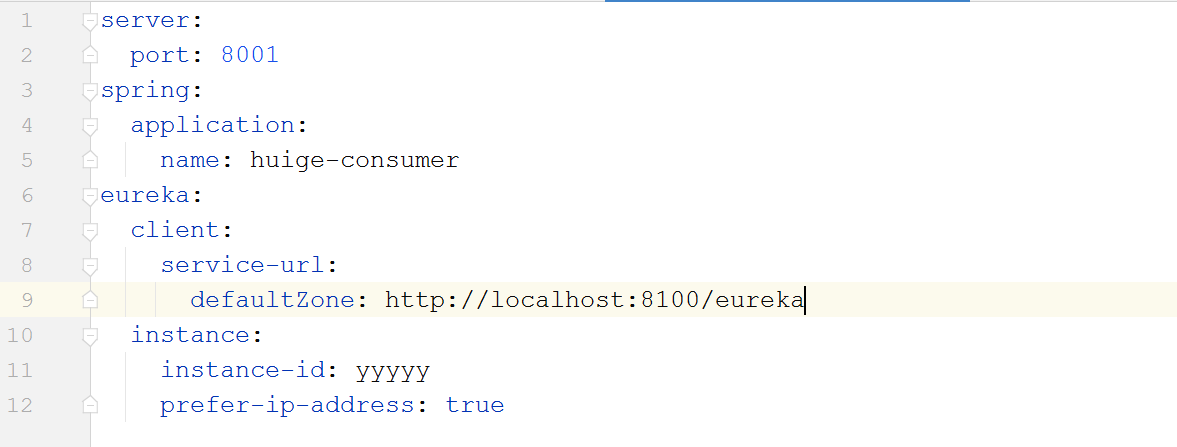 1 server:
2   port: 8001
3 spring:
4   application:
5     name: huige-consumer
6 eureka:
7   client:
8     service-url:
9       defaultZone: http://localhost:8100/eureka
10   instance:
11     instance-id: yyyyy
12     prefer-ip-address: true